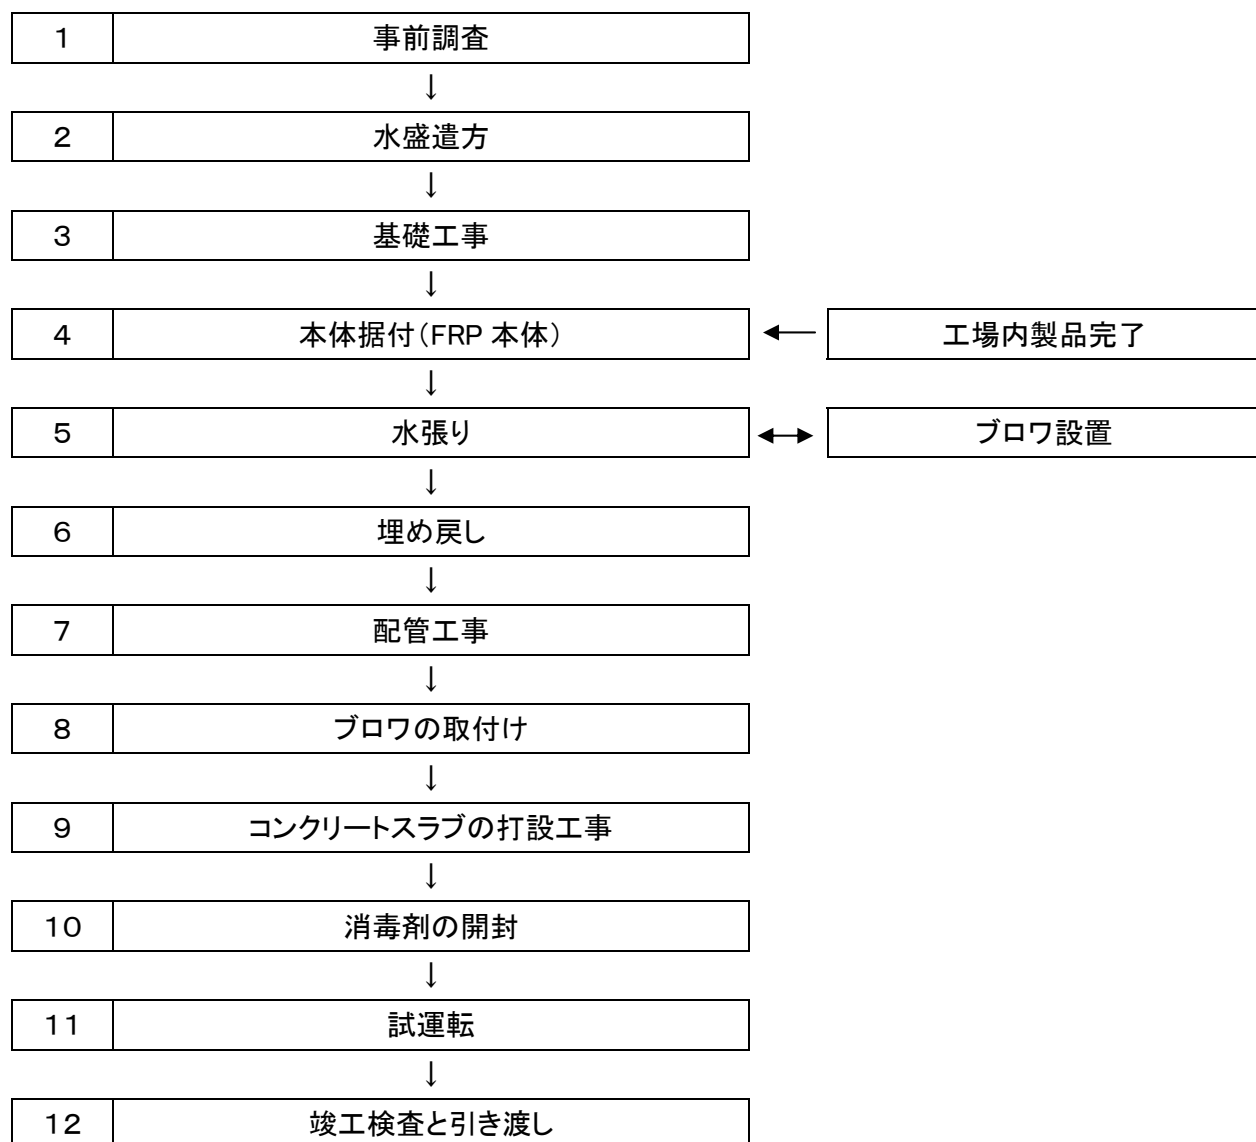 1 事前調査
↓
2 水盛遣方
↓
3 基礎工事
↓
4 本体据付(FRP 本体) ← 工場内製品完了
↓
5 水張り ↔ ブロワ設置
↓
6 埋め戻し
↓
7 配管工事
↓
8 ブロワの取付け
↓
9 コンクリートスラブの打設工事
↓
10 消毒剤の開封
↓
11 試運転
↓
12 竣工検査と引き渡し